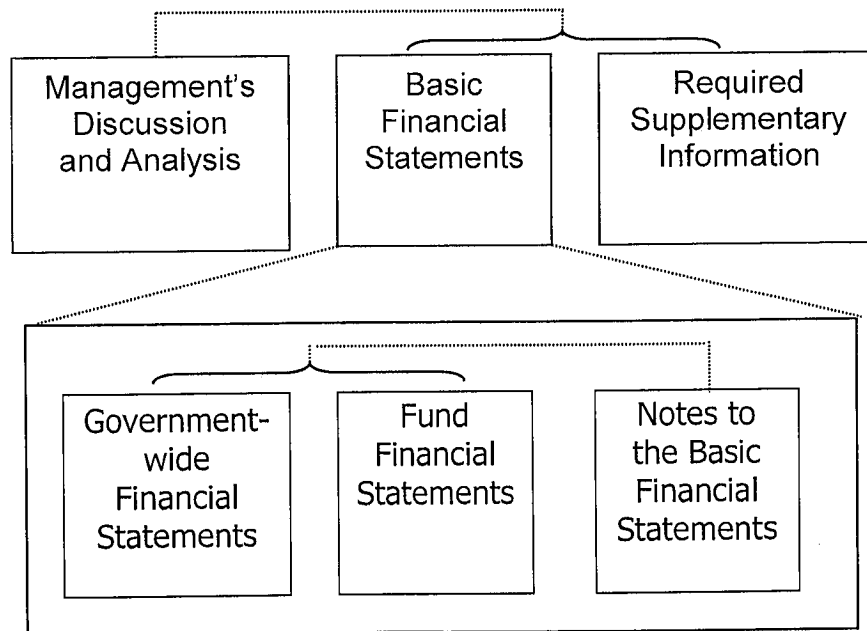 Management's
Discussion
and Analysis
Basic
Financial
Statements
Required
Supplementary
Information
Government-
wide
Financial
Statements
Fund
Financial
Statements
Notes to
the Basic
Financial
Statements